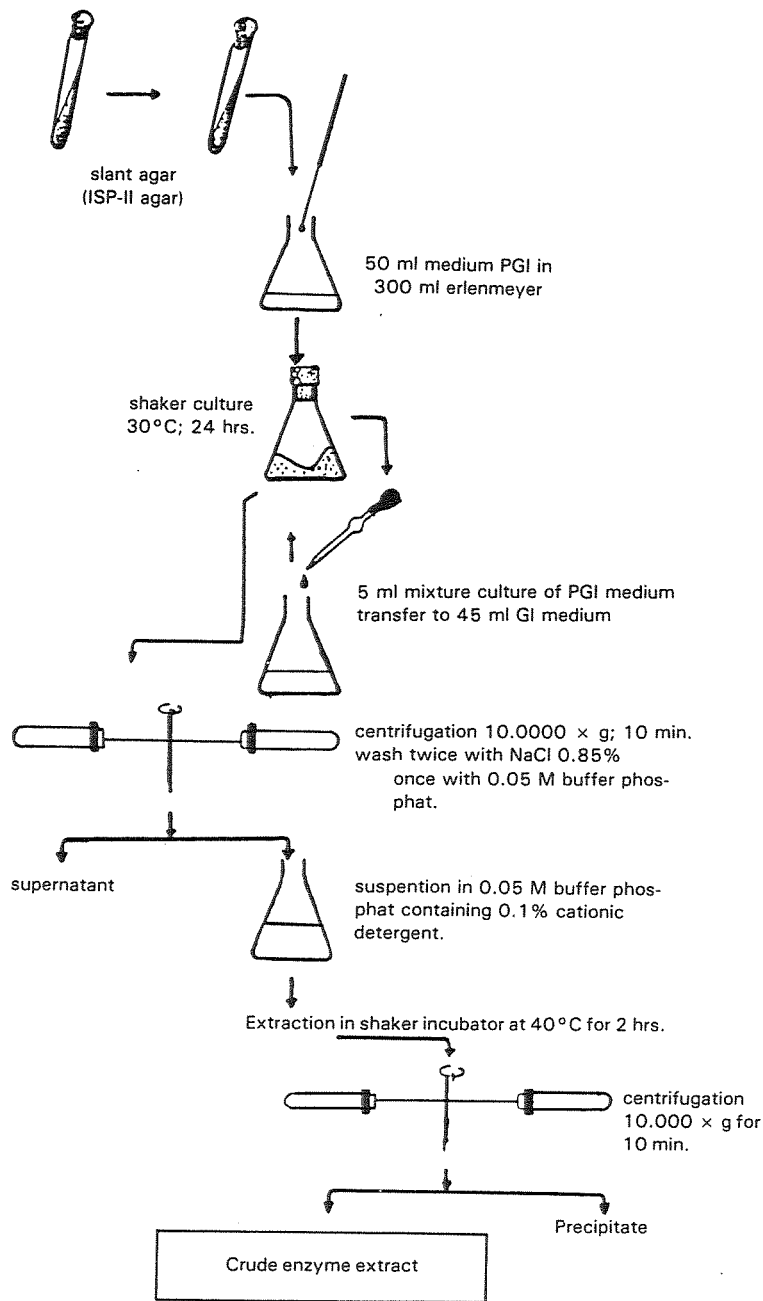 slant agar
(ISP-II agar)
50 ml medium PGI in
300 ml erlenmeyer
shaker culture
30°C; 24 hrs.
5 ml mixture culture of PGI medium
transfer to 45 ml GI medium
centrifugation 10.0000 × g; 10 min.
wash twice with NaCl 0.85%
once with 0.05 M buffer phos-
phat.
supernatant
suspention in 0.05 M buffer phos-
phat containing 0.1% cationic
detergent.
Extraction in shaker incubator at 40°C for 2 hrs.
centrifugation
10.000 × g for
10 min.
Precipitate
Crude enzyme extract